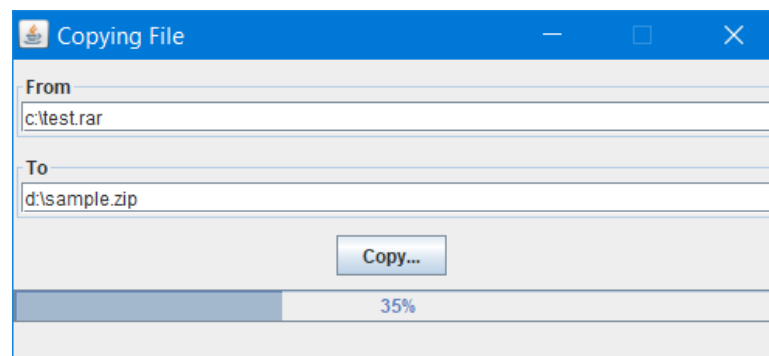 Copying File
From
c:\test.rar
To
d:\sample.zip
Copy...
35%